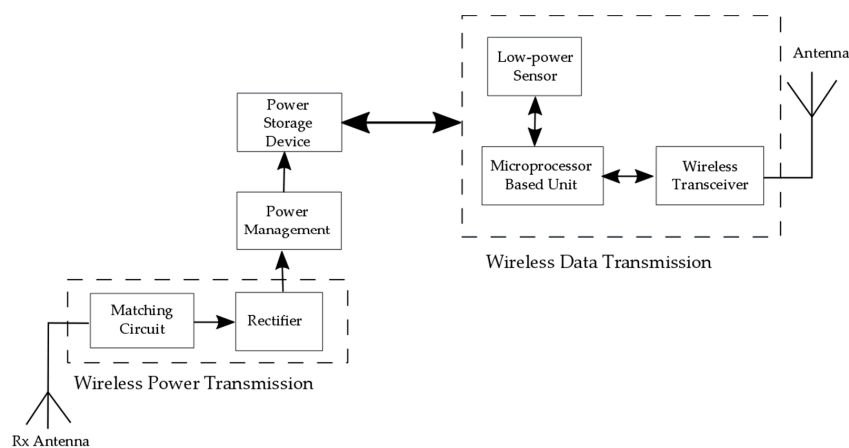 Antenna
Low-power
Sensor
Power
Storage
Device
Microprocessor
Based Unit
Wireless
Transceiver
Power
Management
Wireless Data Transmission
Matching
Circuit
Rectifier
Wireless Power Transmission
Rx Antenna